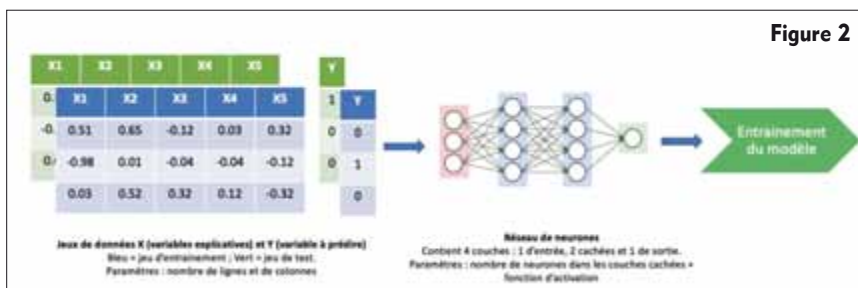 Figure 2
X1 X2 X3 X4 X5 Y
X1 X2 X3 X4 X5 Y
0.51 0.65 -0.12 0.03 0.32 0
-0.98 0.01 -0.04 -0.04 -0.12 1
0.03 0.52 0.32 0.12 -0.32 0
1
0
0
Entrainement
du modèle
Jeux de données X (variables explicatives) et Y (variable à prédire)
Bleu = jeu d'entrainement ; Vert = jeu de test.
Paramètres : nombre de lignes et de colonnes
Réseau de neurones
Contient 4 couches : 1 d'entrée, 2 cachées et 1 de sortie.
Paramètres : nombre de neurones dans les couches cachées +
fonction d'activation